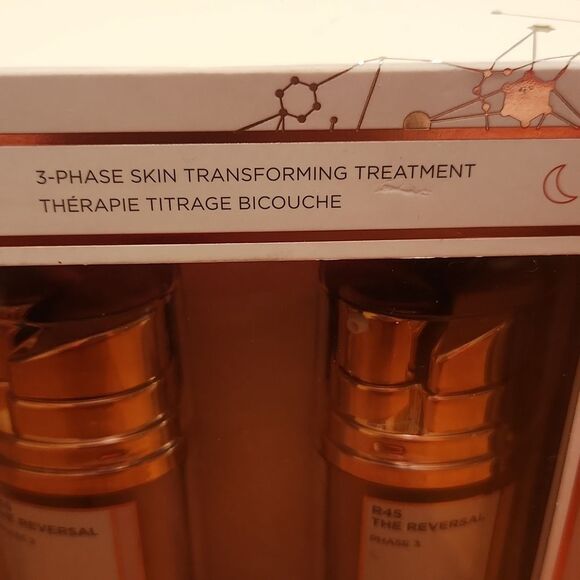 3-PHASE SKIN TRANSFORMING TREATMENT
THÉRAPIE TITRAGE BICOUCHE
THE REVERSAL
R45
THE REVERSAL
PHASE 3